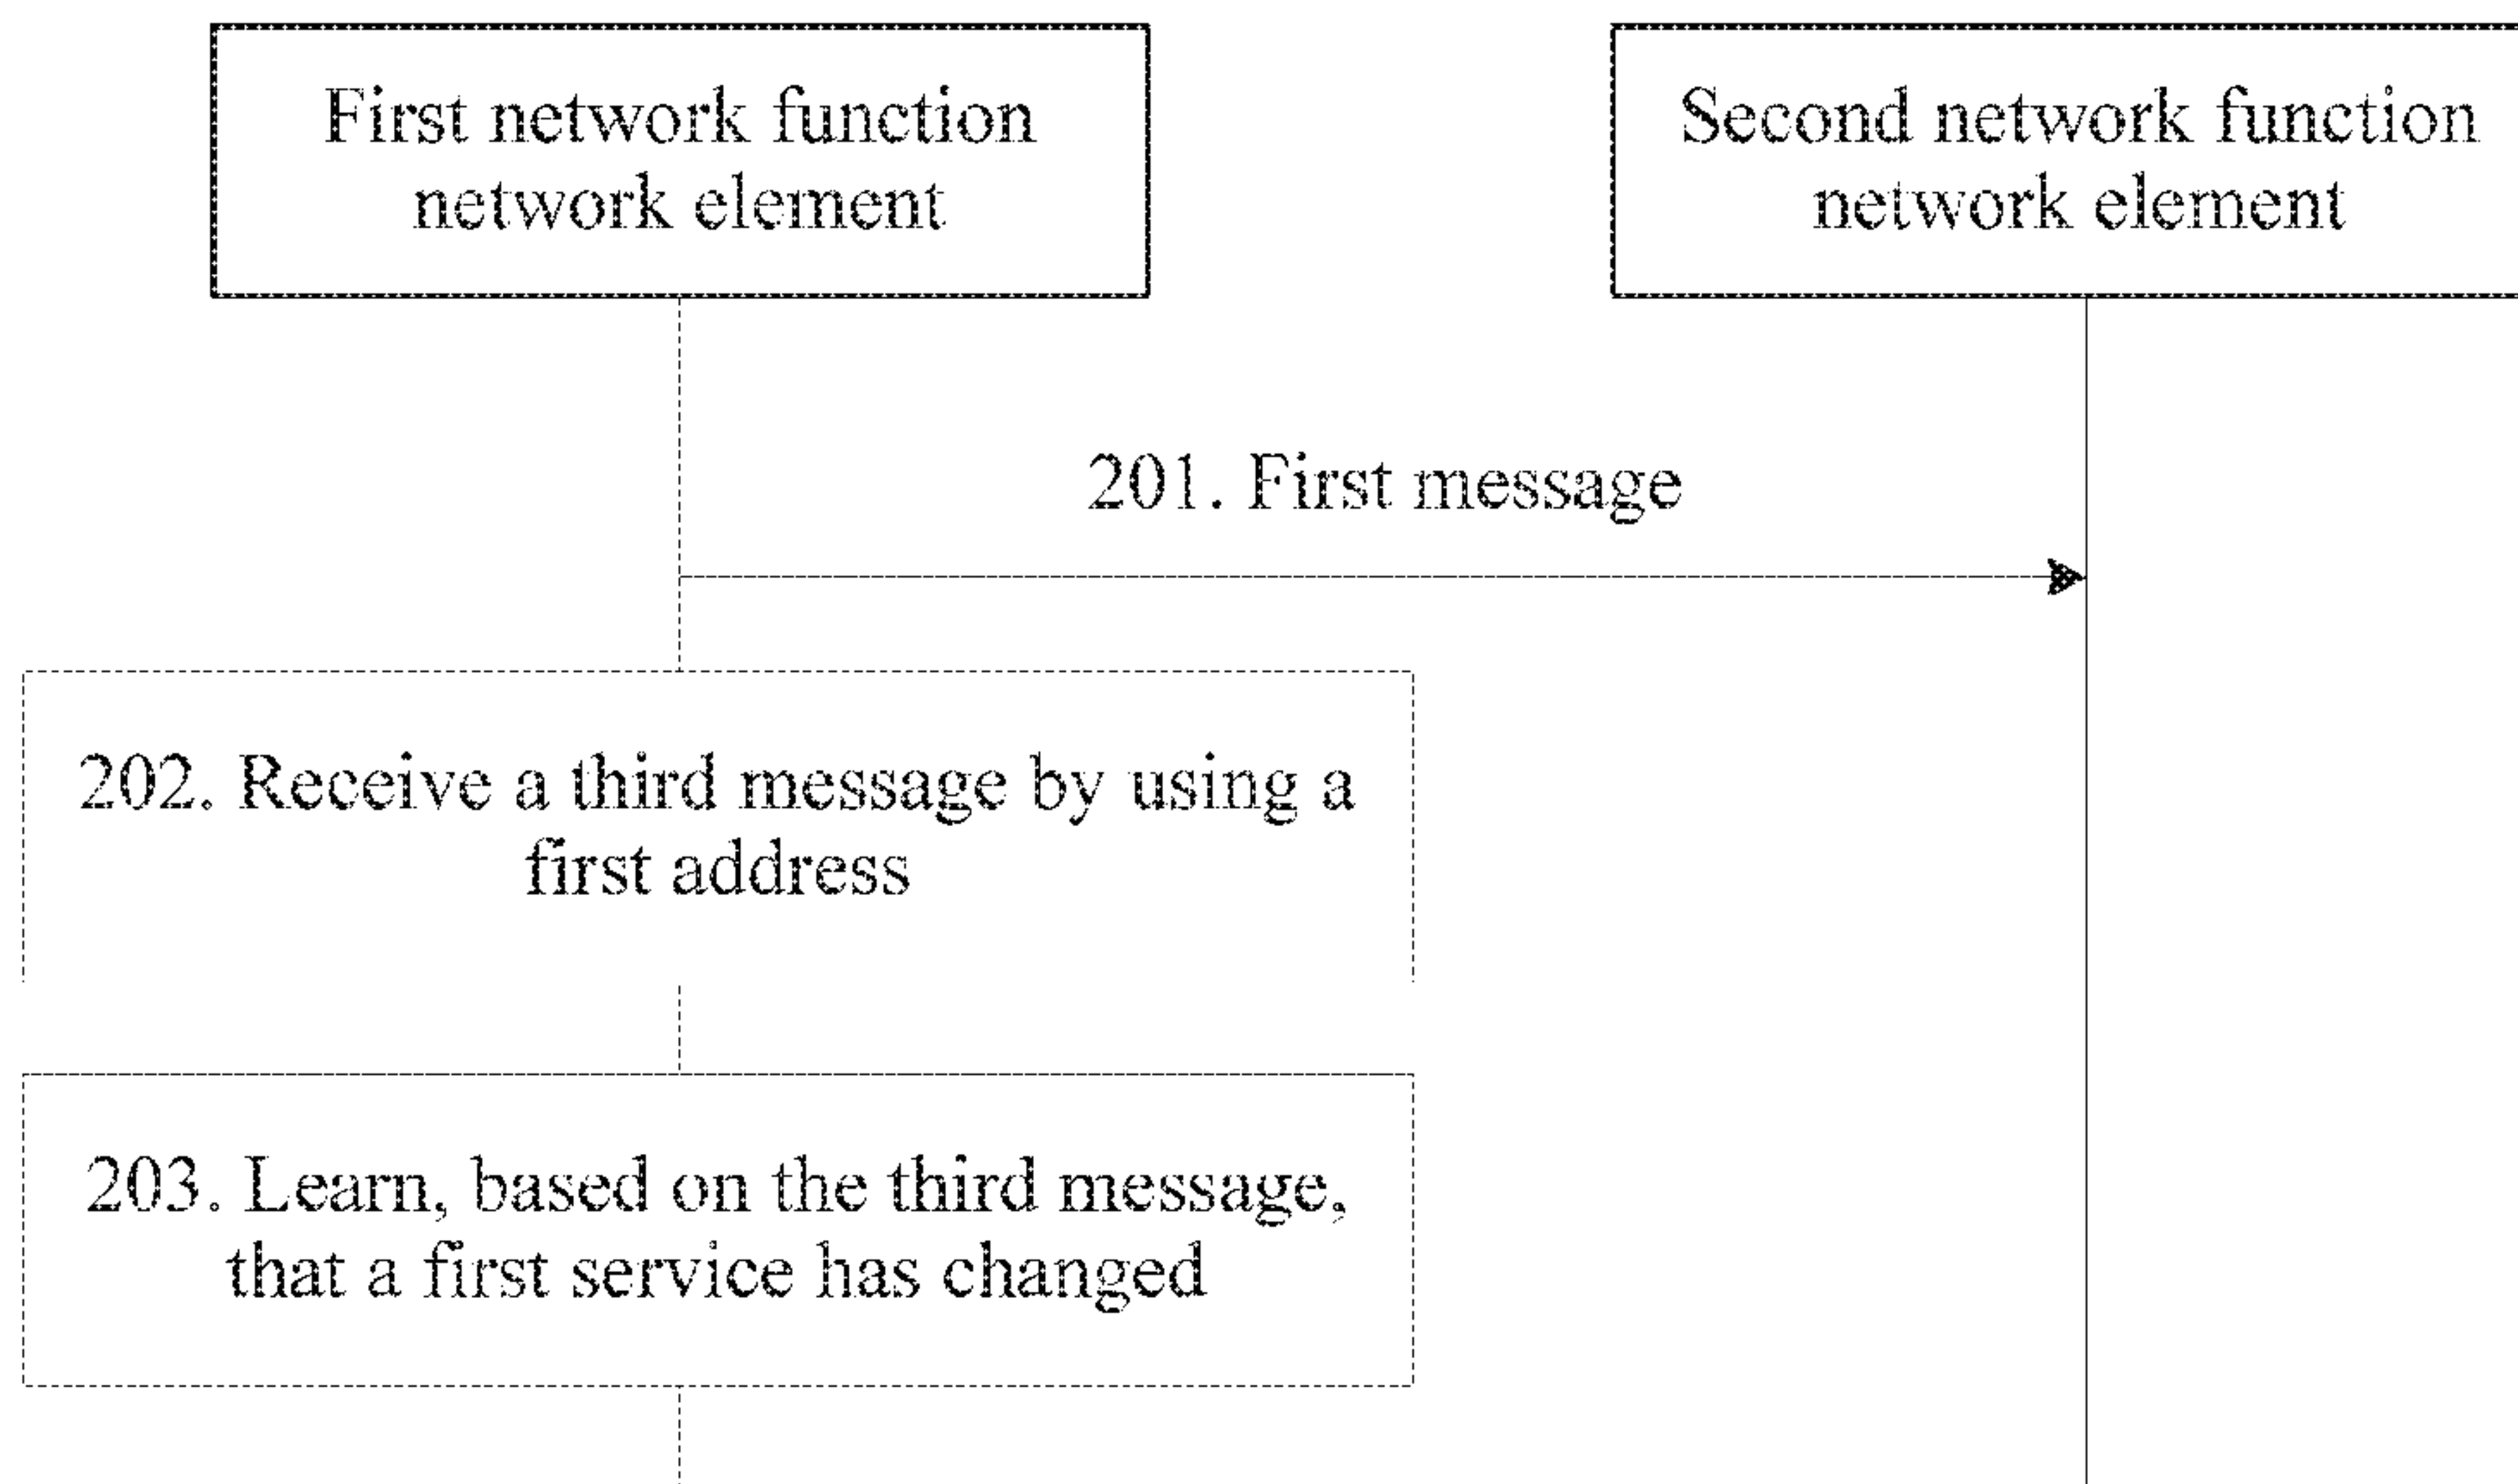 First network function
network element
Second network function
network element
201. First message
202. Receive a third message by using a
first address
203. Learn, based on the third message,
that a first service has changed